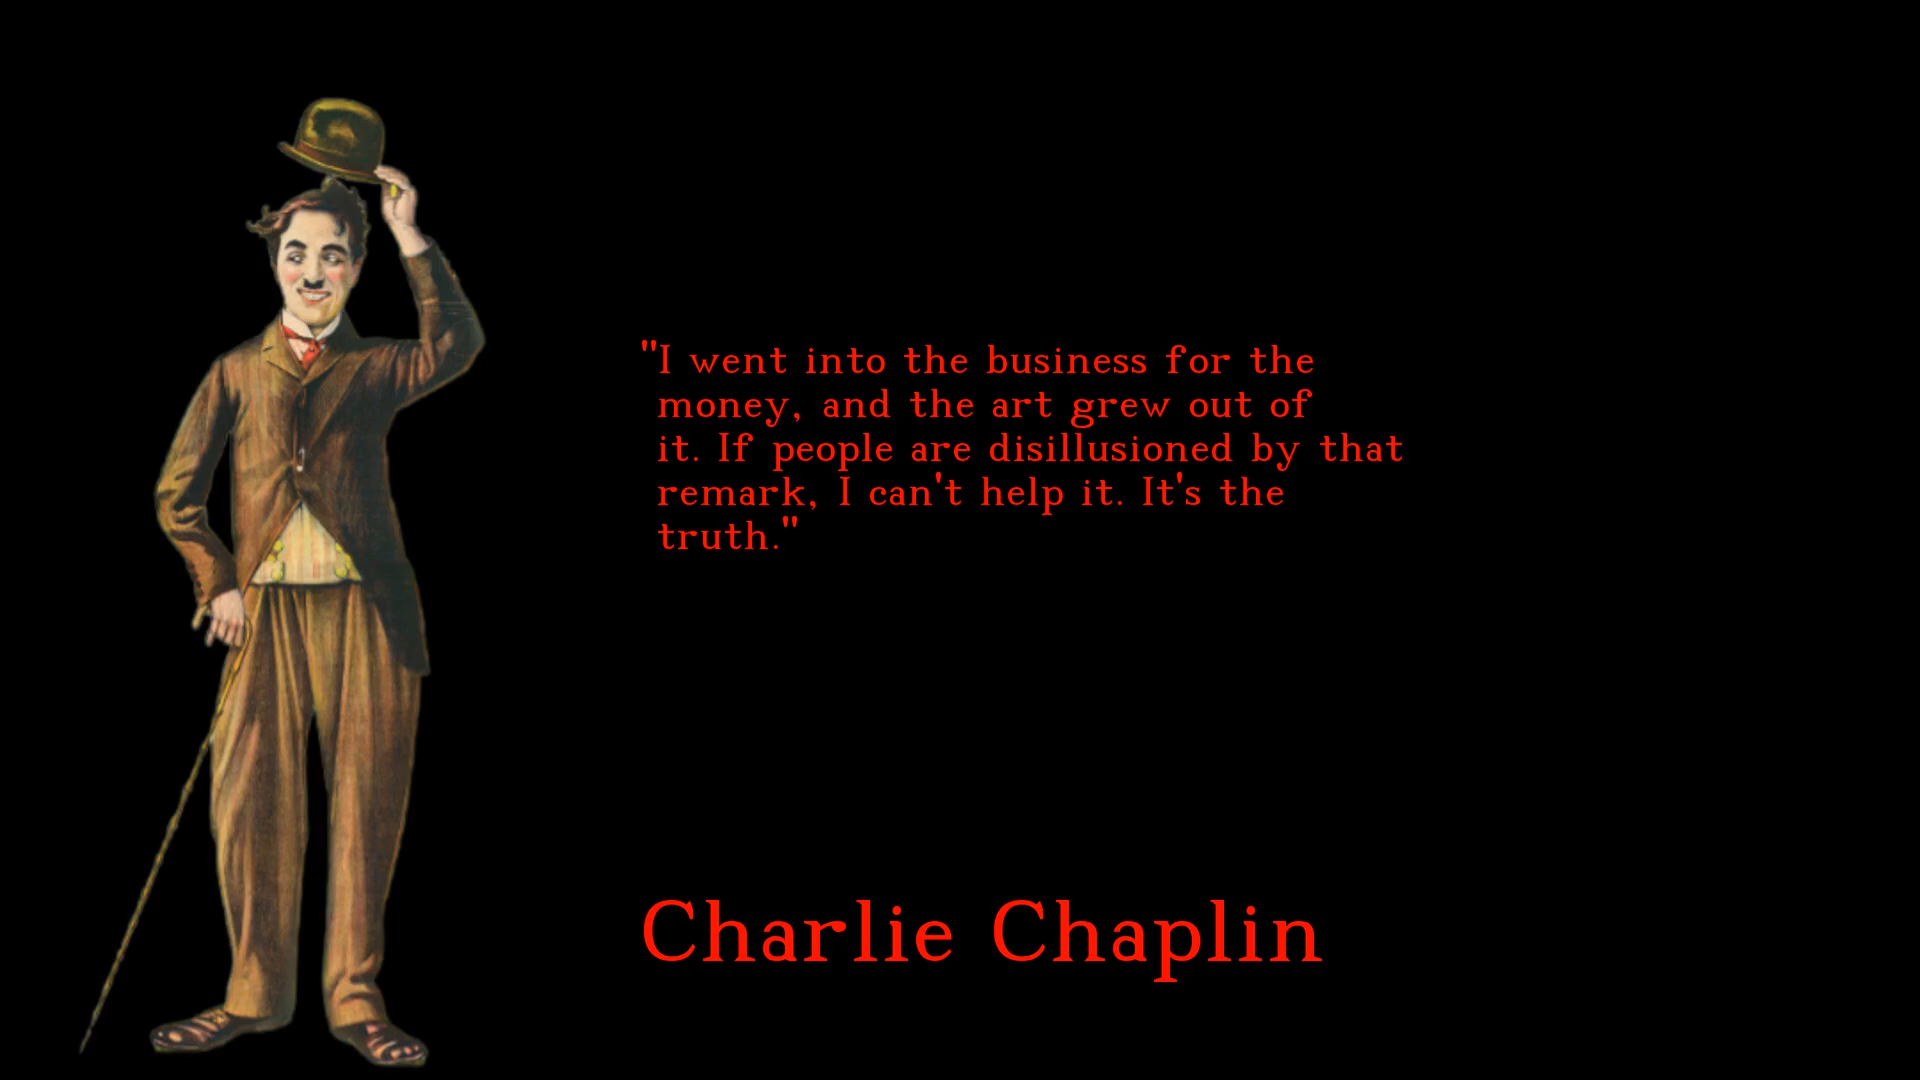 "I went into the business for the
money, and the art grew out of
it. If people are disillusioned by that
remark, I can't help it. It's the
truth."
Charlie Chaplin